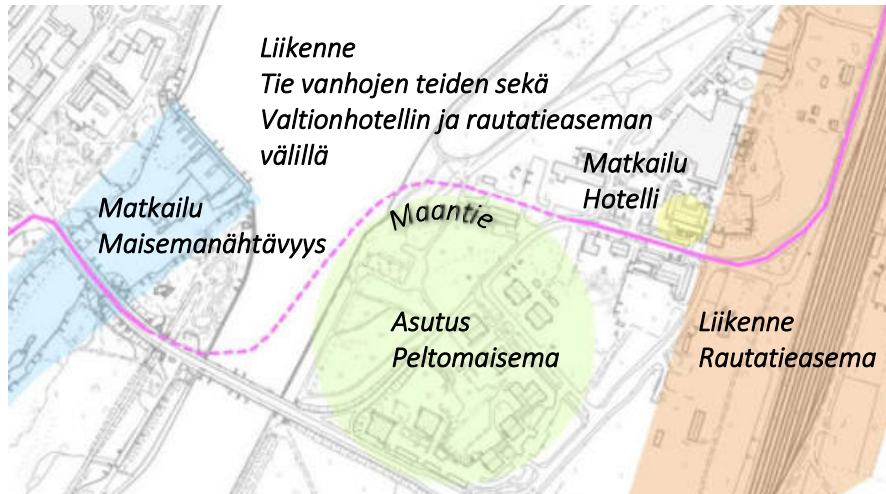 Liikenne
Tie vanhojen teiden sekä
Valtionhotellin ja rautatieaseman
välillä
Matkailu
Hotelli
Matkailu
Maisemanähtävyys
Maantie
Asutus
Peltomaisema
Liikenne
Rautatieasema